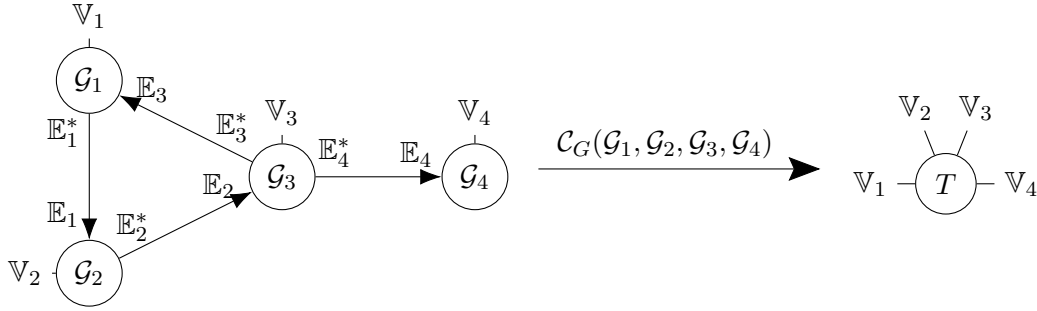 𝕍₁
𝒢₁
𝔼₃
𝔼₁*
𝔼₃*
𝕍₃
𝕍₄
𝔼₄*
𝔼₄
𝒢₃
𝒢₄
𝔼₂
𝔼₁
𝔼₂*
𝕍₂
𝒢₂
𝒞_G(𝒢₁, 𝒢₂, 𝒢₃, 𝒢₄)
𝕍₂ 𝕍₃
𝕍₁ T 𝕍₄